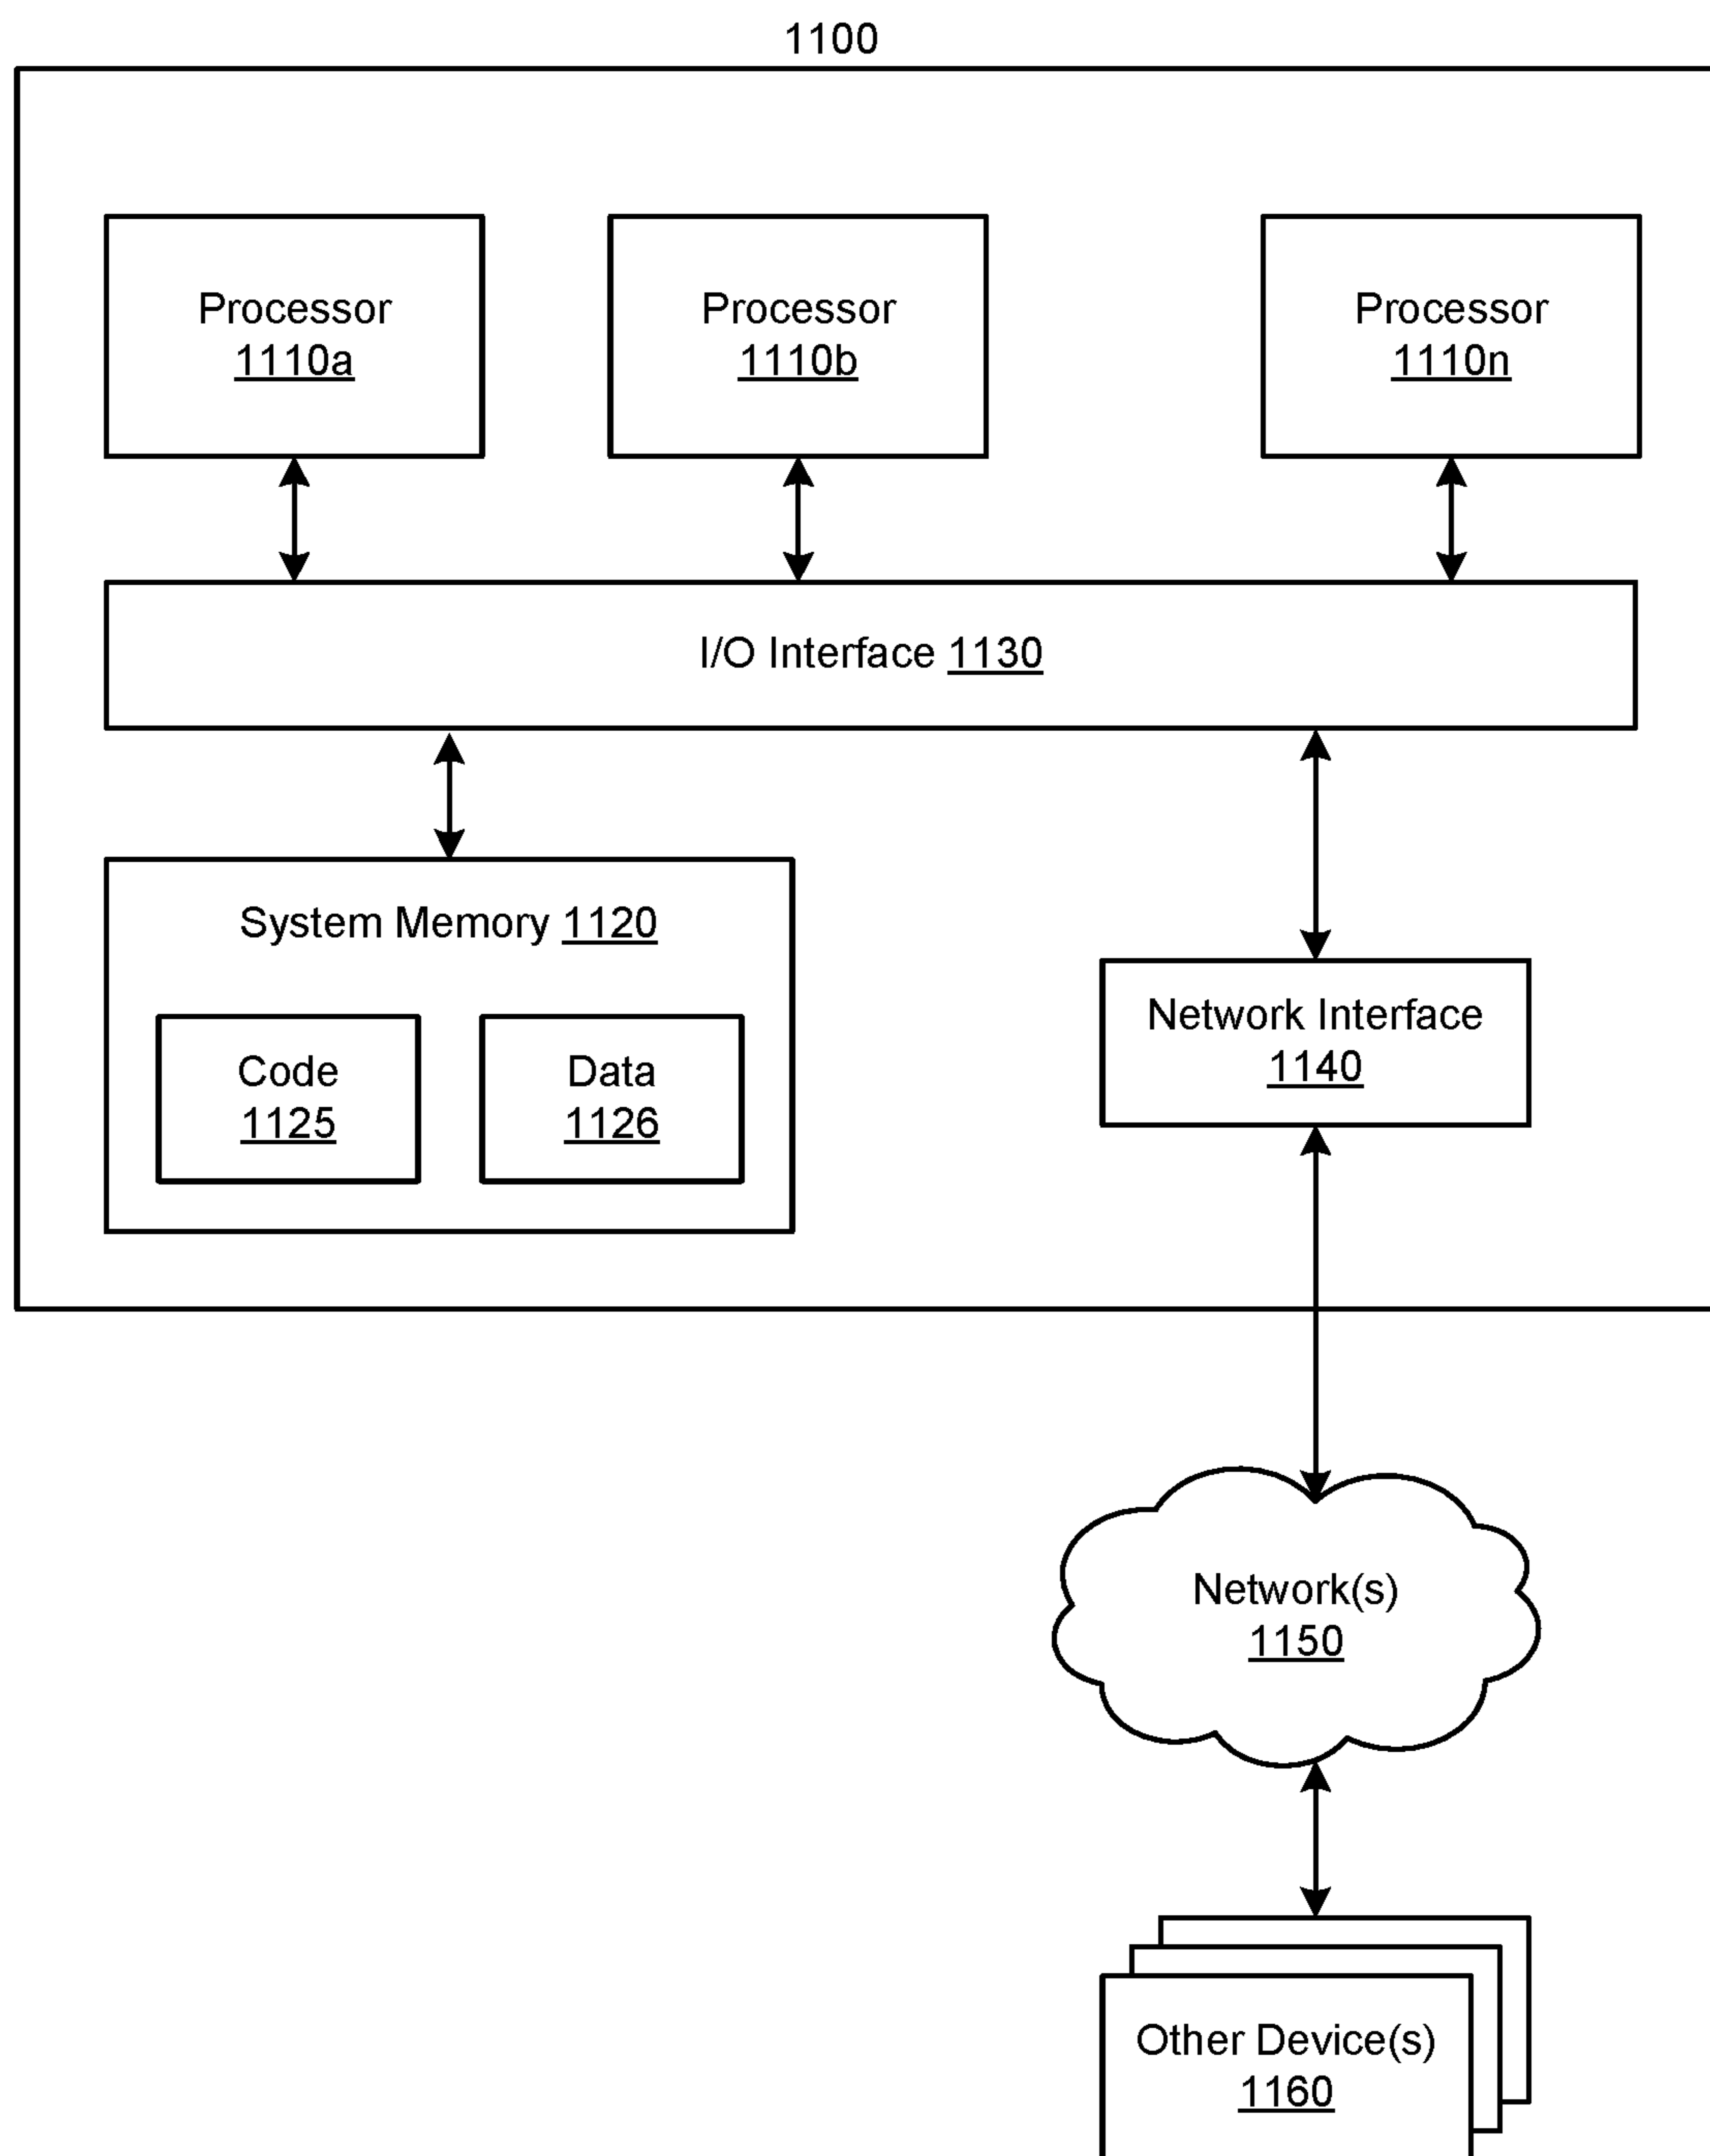 1100
Processor
1110a
Processor
1110b
Processor
1110n
I/O Interface 1130
System Memory 1120
Code
1125
Data
1126
Network Interface
1140
Network(s)
1150
Other Device(s)
1160